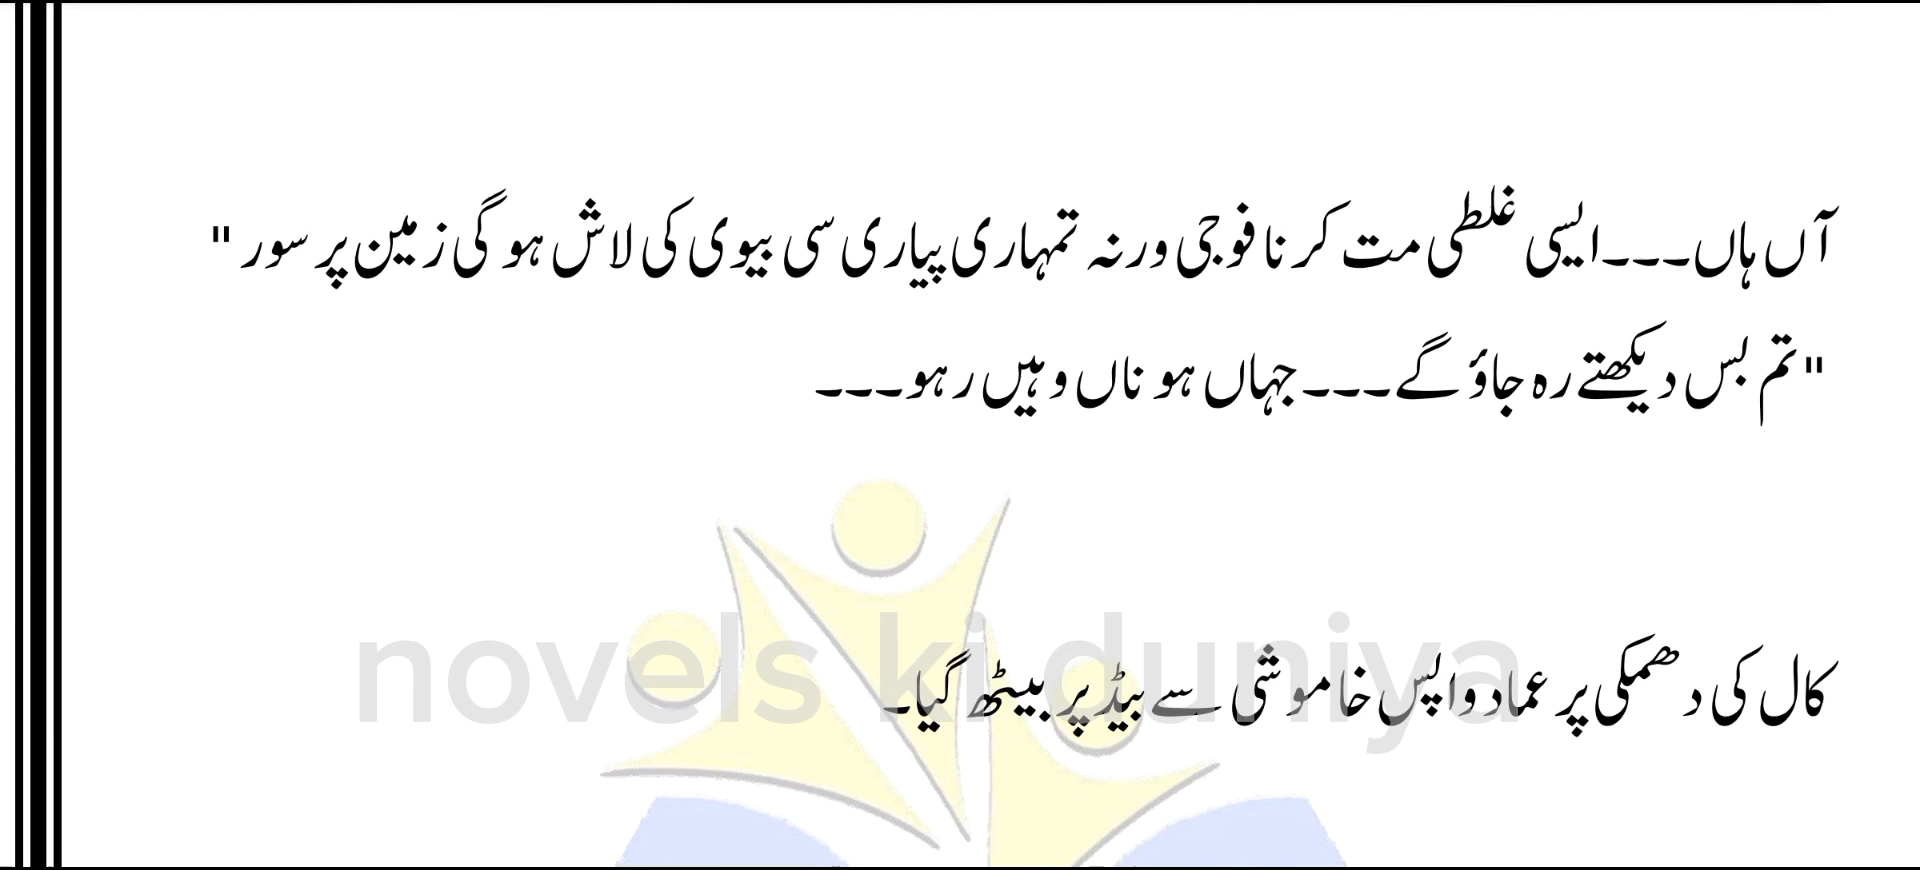 آں ہاں۔۔۔ایسی غلطی مت کرنا فوجی ورنہ تمہاری پیاری سی بیوی کی لاش ہو گی زمین پر سور "
"تم بس دیکھتے رہ جاؤ گے۔۔۔جہاں ہو ناں وہیں رہو۔۔۔
novels ki duniya
کال کی دھمکی پر عماد واپس خاموشی سے بیڈ پر بیٹھ گیا۔